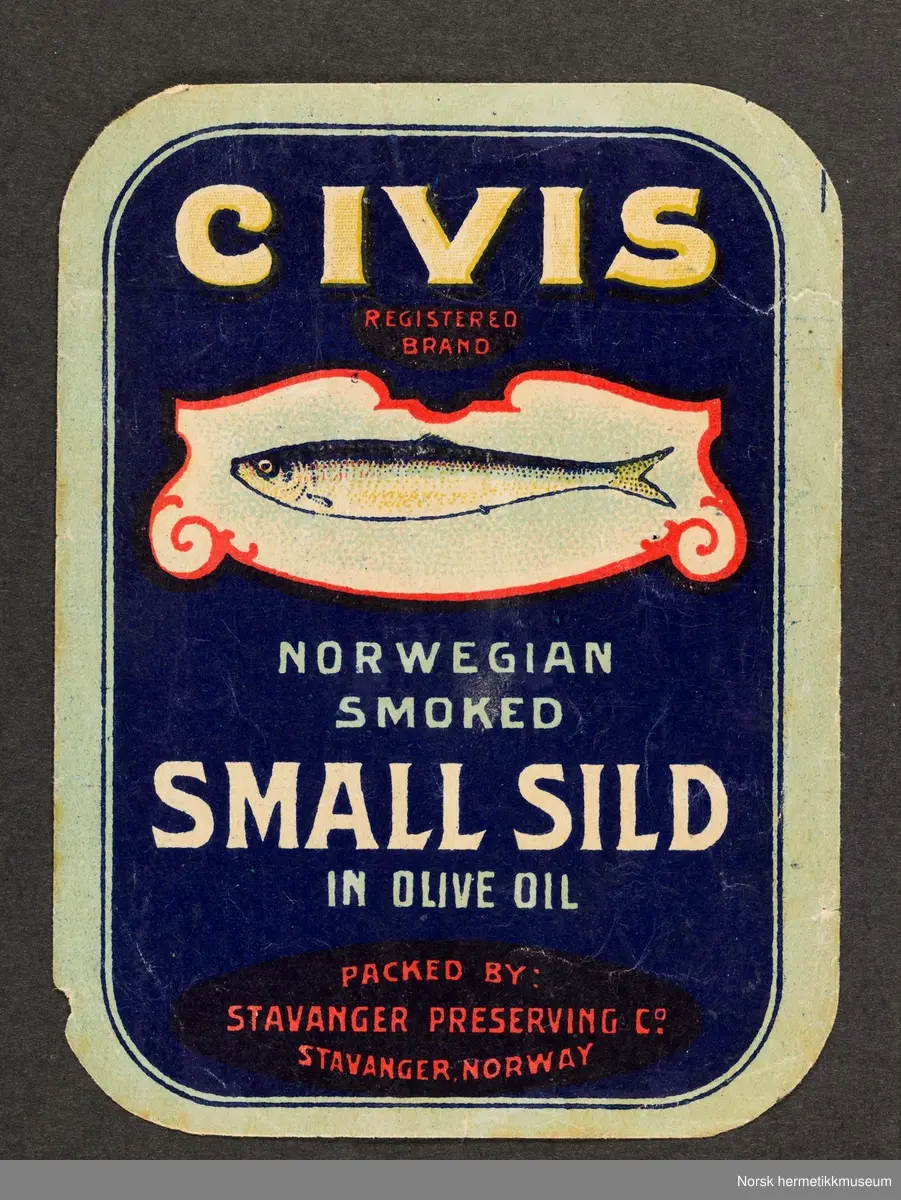 CIVIS
REGISTERED
BRAND
NORWEGIAN
SMOKED
SMALL SILD
IN OLIVE OIL
PACKED BY:
STAVANGER PRESERVING Cº
STAVANGER, NORWAY
Norsk hermetikkmuseum